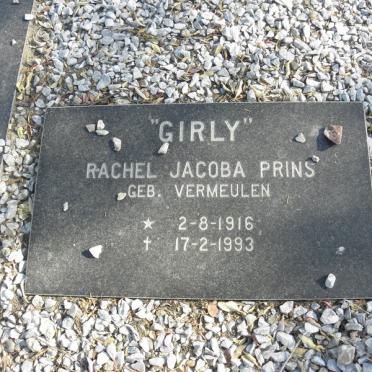 "GIRLY"
RACHEL JACOBA PRINS
GEB. VERMEULEN
★ 2-8-1916
✝ 17-2-1993